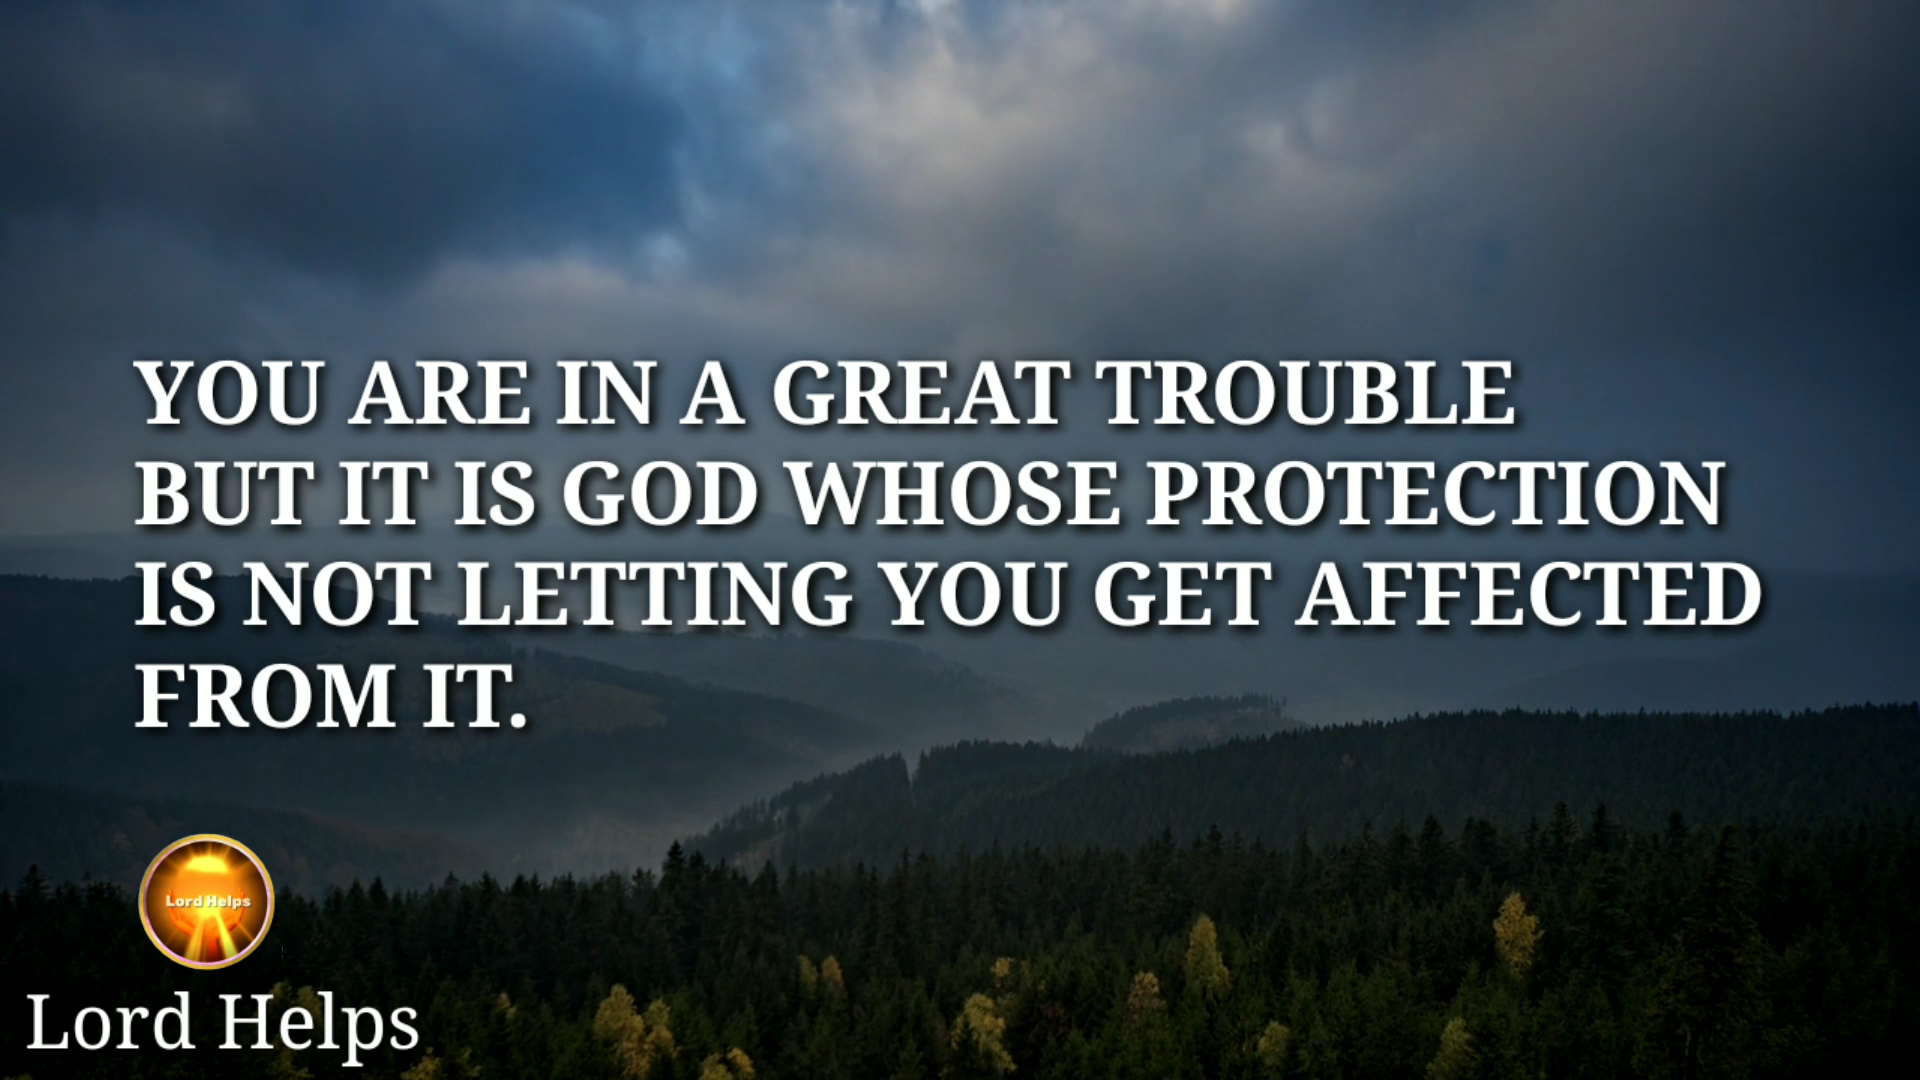 YOU ARE IN A GREAT TROUBLE
BUT IT IS GOD WHOSE PROTECTION
IS NOT LETTING YOU GET AFFECTED
FROM IT.
Lord Helps
Lord Helps